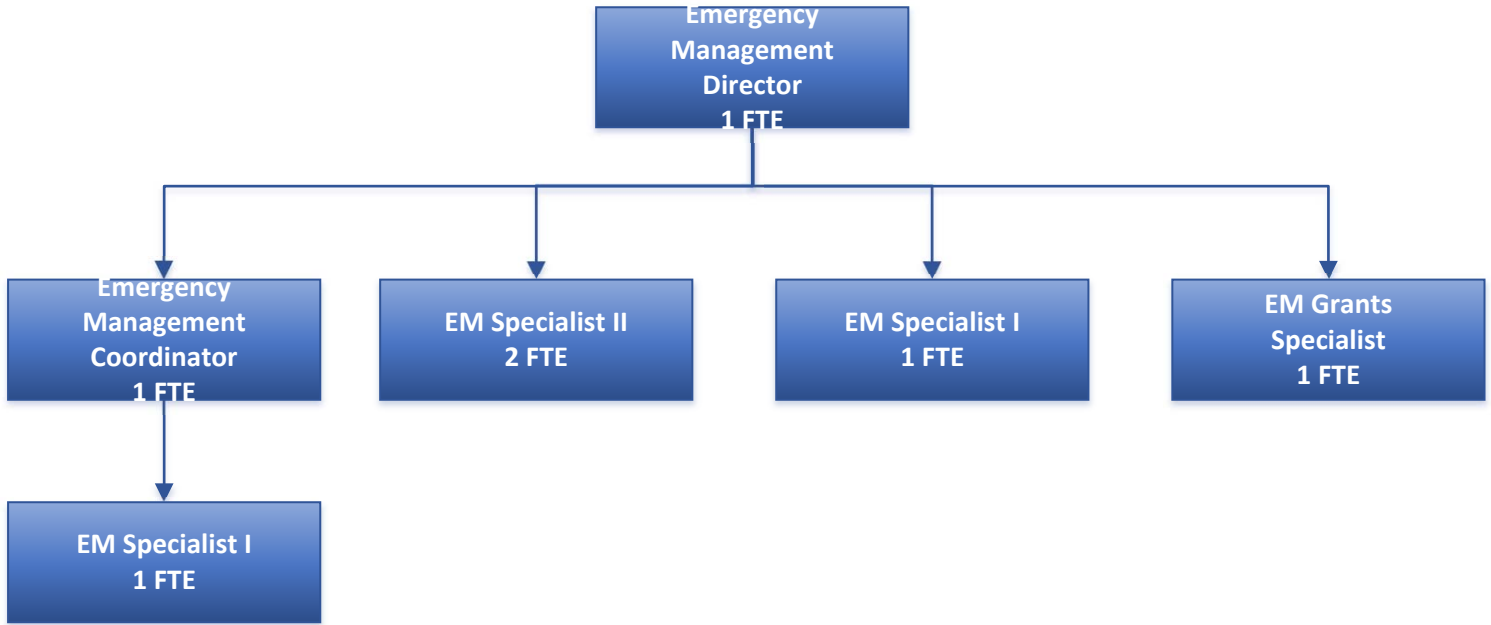 Emergency
Management
Director
1 FTE
Emergency
Management
Coordinator
1 FTE
EM Specialist II
2 FTE
EM Specialist I
1 FTE
EM Grants
Specialist
1 FTE
EM Specialist I
1 FTE